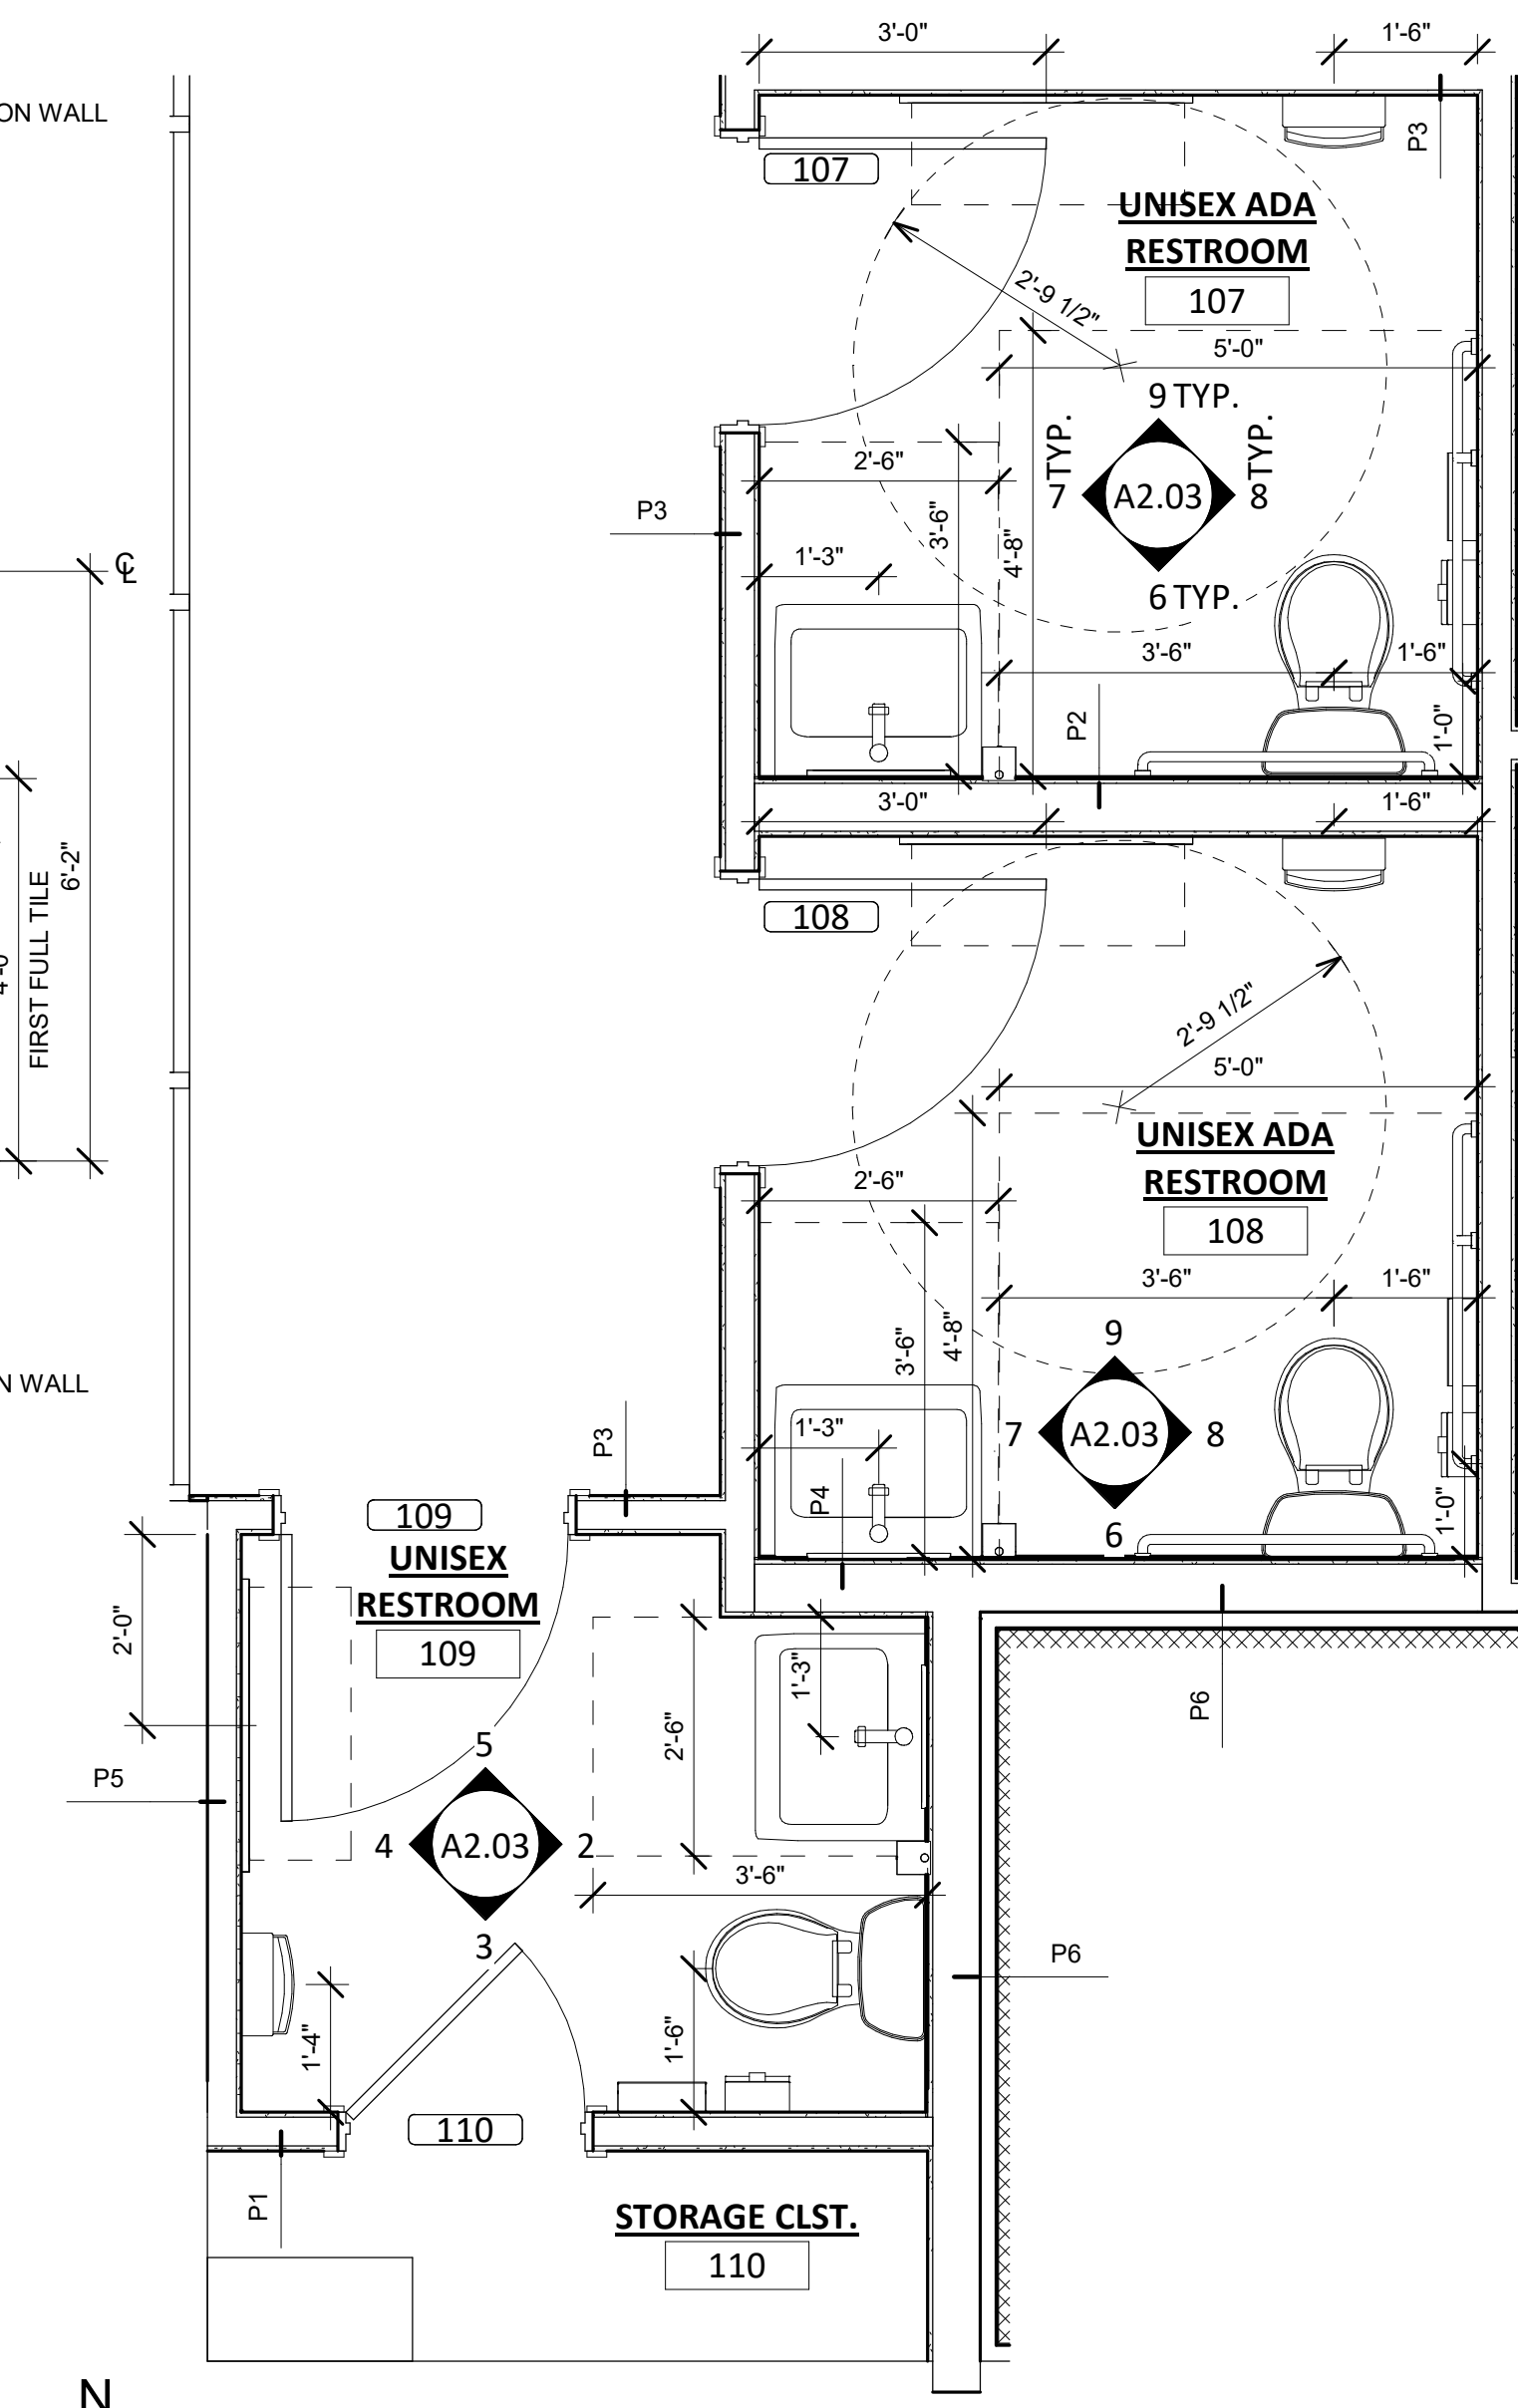 3'-0"
1'-6"
ON WALL
P3
107
UNISEX ADA
RESTROOM
107
2'-9 1/2"
5'-0"
9 TYP.
TYP.
TYP.
7
A2.03
8
6 TYP.
2'-6"
P3
3'-6"
4'-8"
1'-3"
℄
3'-6"
1'-6"
P2
1'-0"
3'-0"
1'-6"
FIRST FULL TILE
6'-2"
4'-0
108
2'-9 1/2"
5'-0"
UNISEX ADA
RESTROOM
108
2'-6"
3'-6"
1'-6"
3'-6"
4'-8"
9
7
A2.03
8
6
N WALL
1'-3"
P3
P4
1'-0"
109
UNISEX
RESTROOM
109
2'-0"
1'-3"
2'-6"
P6
5
P5
4
A2.03
2
3
3'-6"
P6
1'-4"
1'-6"
110
P1
STORAGE CLST.
110
N